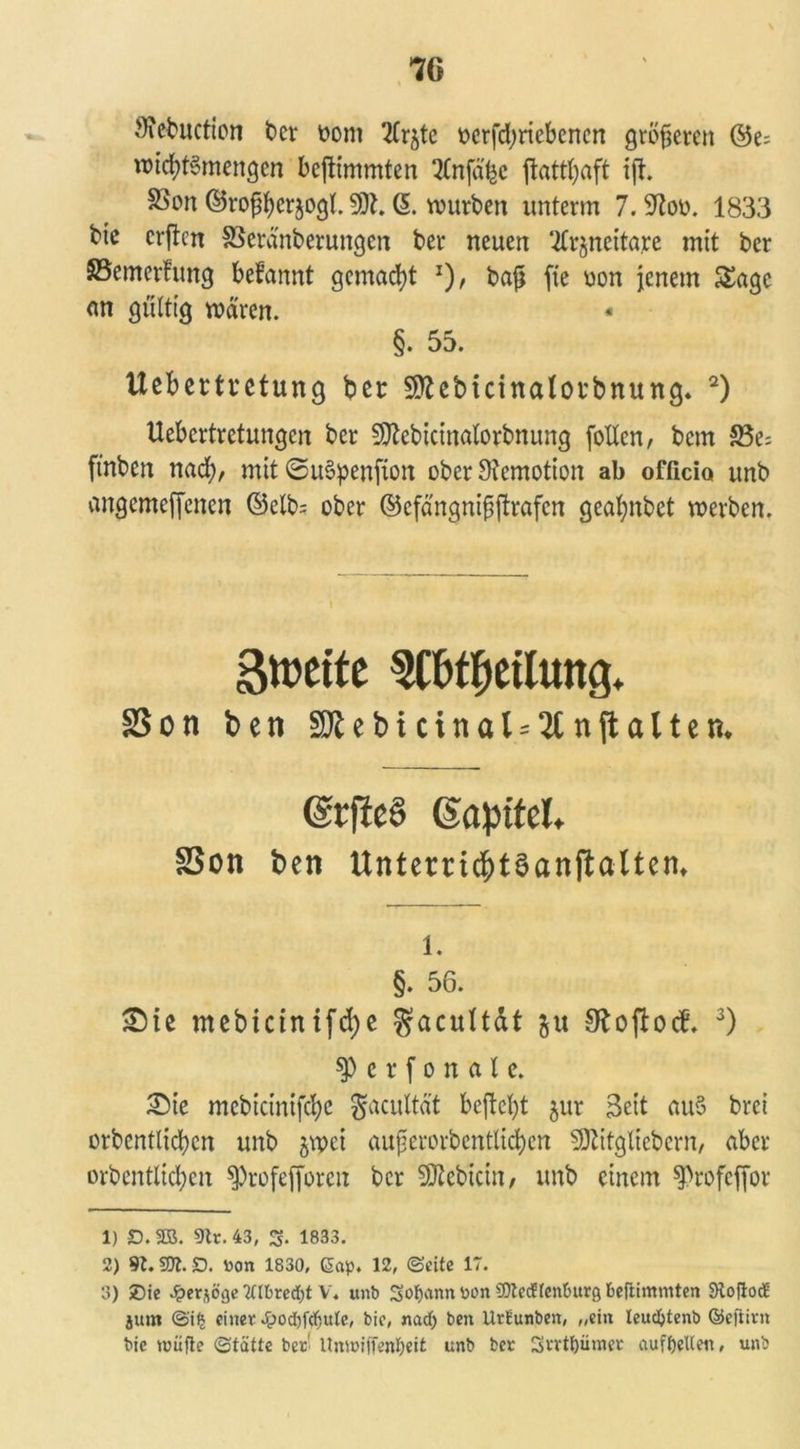 76
Reduction der vom Arzte verschriebenen größeren Ge-
wichtsmengen bestimmten Ansätze statthaft ist.
Von Großherzogl. M. C. wurden unterm 7. Nov. 1833
die ersten Veränderungen der neuen Arzneitaxe mit der
Bemerkung bekannt gemacht ¹), daß sie von jenem Tage
an gültig wären.
§. 55.
Uebertretung der Medicinalordnung. ²)
Uebertretungen der Medicinalordnung sollen, dem Be-
finden nach, mit Suspension oder Remotion ab officio und
angemessenen Geld- oder Gefängnißstrafen geahndet werden.
Zweite Abtheilung.
Von den Medicinal-Anstalten.
Erstes Capitel.
Von den Unterrichtsanstalten.
1.
§. 56.
Die medicinische Facultät zu Rostock. ³)
Personale.
Die medicinische Facultät besteht zur Zeit aus drei
ordentlichen und zwei außerordentlichen Mitgliedern, aber
ordentlichen Professoren der Medicin, und einem Professor
1) O. W. Nr. 43, J. 1833.
2) R. M. O. von 1830, Cap. 12, Seite 17.
3) Die Herzöge Albrecht V. und Johann von Mecklenburg bestimmten Rostock
zum Sitz einer Hochschule, die, nach den Urkunden, „ein leuchtend Gestirn
die wüste Stätte der Unwissenheit und der Irrthümer aufhellen, und